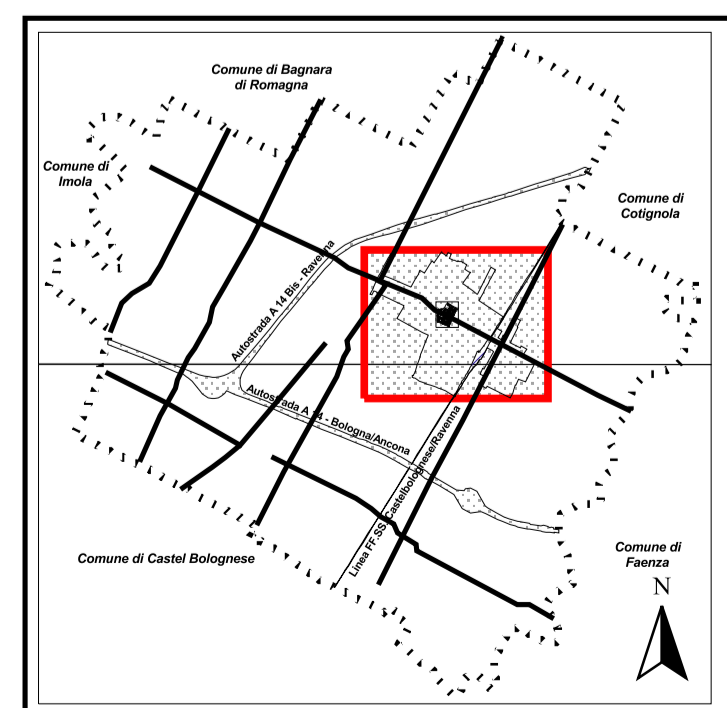 Comune di Bagnara
di Romagna
Comune di
Imola
Comune di
Cotignola
Autostrada A 14 Bis - Ravenna
Autostrada A 14 - Bologna/Ancona
Linea FF.SS. Castelbolognese/Ravenna
Comune di Castel Bolognese
Comune di
Faenza
N